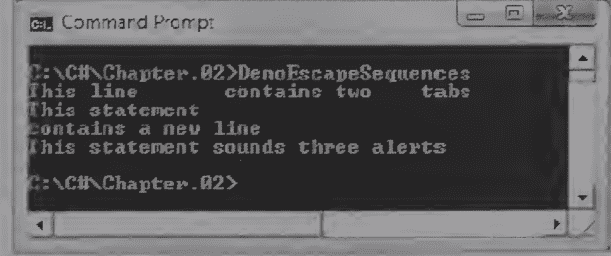 Command Prompt
C:\C#\Chapter.02>DemoEscapeSequences
This line contains two tabs
This statement
contains a new line
This statement sounds three alerts
C:\C#\Chapter.02>